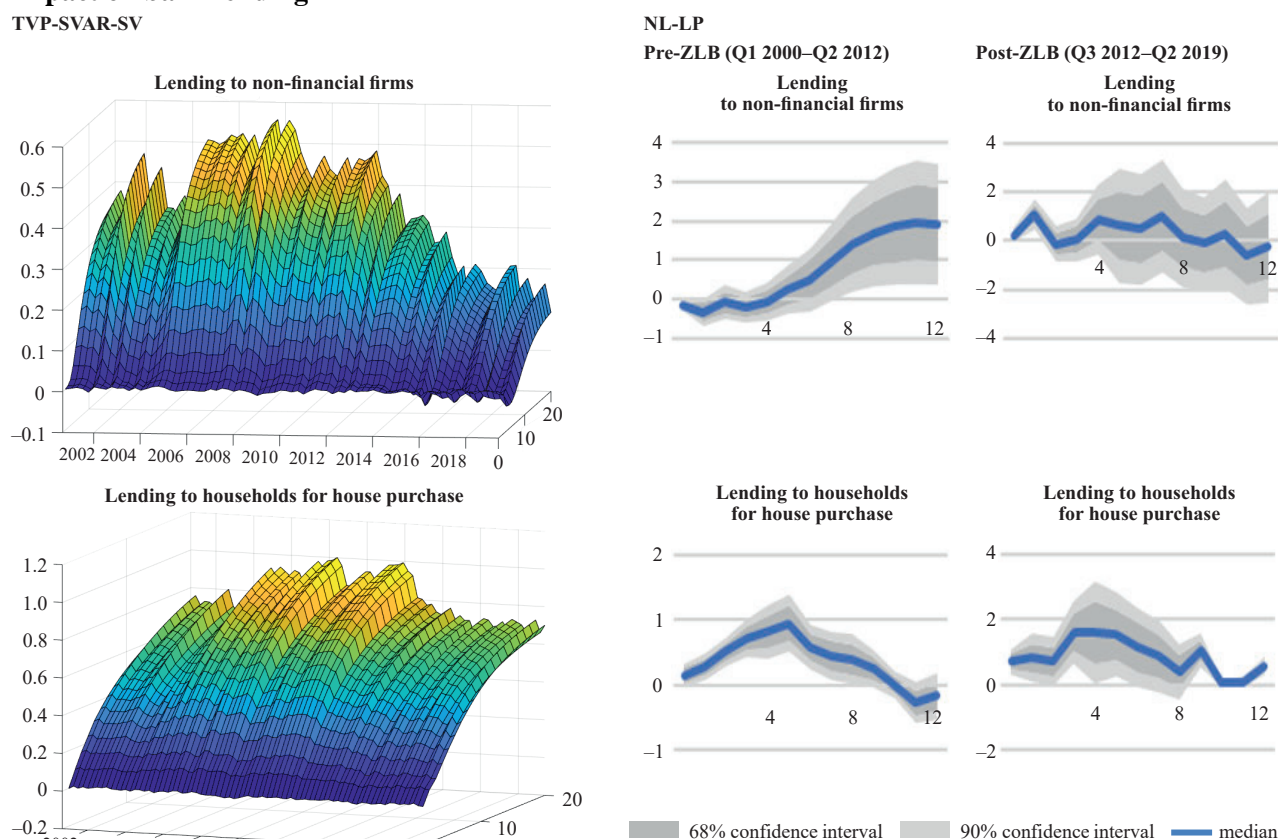 TVP-SVAR-SV
Lending to non-financial firms
0.6
0.5
0.4
0.3
0.2
0.1
0
–0.1
2002 2004 2006 2008 2010 2012 2014 2016 2018 0
10
20
Lending to households for house purchase
1.2
1.0
0.8
0.6
0.4
0.2
0
–0.2
10
20
NL-LP
Pre-ZLB (Q1 2000–Q2 2012)
Lending
to non-financial firms
4
3
2
1
0
–1
4 8 12
Post-ZLB (Q3 2012–Q2 2019)
Lending
to non-financial firms
4
2
0
–2
–4
4 8 12
Lending to households
for house purchase
2
1
0
–1
4 8 12
Lending to households
for house purchase
4
2
0
–2
4 8 12
68% confidence interval 90% confidence interval median